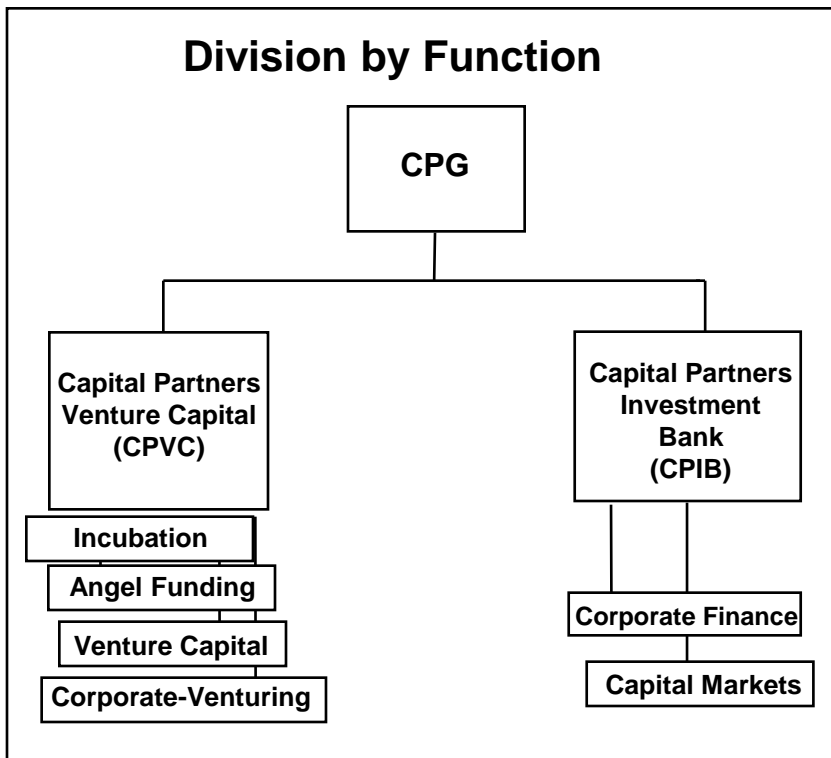 Division by Function
CPG
Capital Partners
Venture Capital
(CPVC)
Incubation
Angel Funding
Venture Capital
Corporate-Venturing
Capital Partners
Investment
Bank
(CPIB)
Corporate Finance
Capital Markets